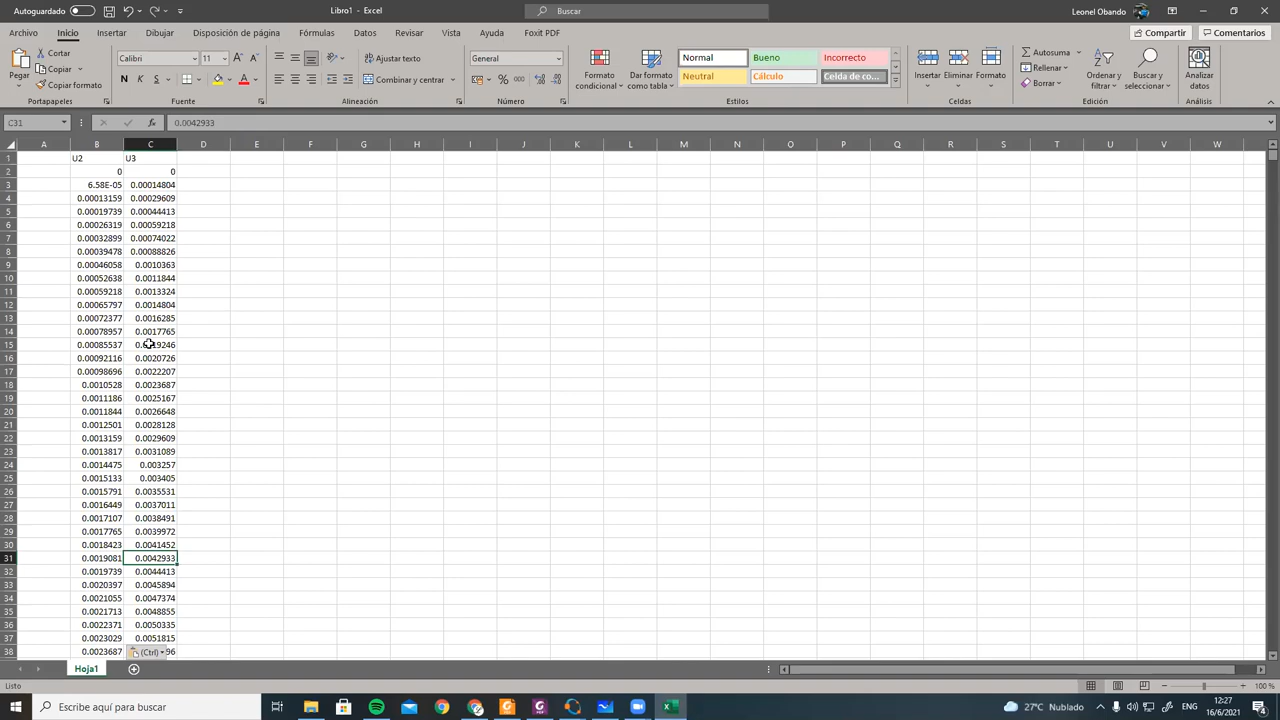 Autoguardado
Libro1 - Excel
Buscar
Leonel Obando
Archivo Inicio Insertar Dibujar Disposición de página Fórmulas Datos Revisar Vista Ayuda Foxit PDF
Compartir Comentarios
Pegar
Cortar
Copiar
Copiar formato
Portapapeles
Calibri 11
N K S
Fuente
Ajustar texto
Combinar y centrar
Alineación
General
Número
Formato condicional
Dar formato como tabla
Normal Bueno Incorrecto
Neutral Cálculo Celda de co...
Estilos
Insertar Eliminar Formato
Celdas
Autosuma
Rellenar
Borrar
Ordenar y filtrar
Buscar y seleccionar
Edición
Analizar datos
Análisis
C31 fx 0.0042933
A B C D E F G H I J K L M N O P Q R S T U V W
1 U2 U3
2 0 0
3 6.58E-05 0.00014804
4 0.00013159 0.00029609
5 0.00019739 0.00044413
6 0.00026319 0.00059218
7 0.00032899 0.00074022
8 0.00039478 0.00088826
9 0.00046058 0.0010363
10 0.00052638 0.0011844
11 0.00059218 0.0013324
12 0.00065797 0.0014804
13 0.00072377 0.0016285
14 0.00078957 0.0017765
15 0.00085537
16 0.00092116 0.0020726
17 0.00098696 0.0022207
18 0.0010528 0.0023687
19 0.0011186 0.0025167
20 0.0011844 0.0026648
21 0.0012501 0.0028128
22 0.0013159 0.0029609
23 0.0013817 0.0031089
24 0.0014475 0.003257
25 0.0015133 0.003405
26 0.0015791 0.0035531
27 0.0016449 0.0037011
28 0.0017107 0.0038491
29 0.0017765 0.0039972
30 0.0018423 0.0041452
31 0.0019081 0.0042933
32 0.0019739 0.0044413
33 0.0020397 0.0045894
34 0.0021055 0.0047374
35 0.0021713 0.0048855
36 0.0022371 0.0050335
37 0.0023029 0.0051815
38 0.0023687 (Ctrl) 96
Hoja1
Listo
100 %
Escribe aquí para buscar
27°C Nublado
ENG
12:27
16/6/2021
4